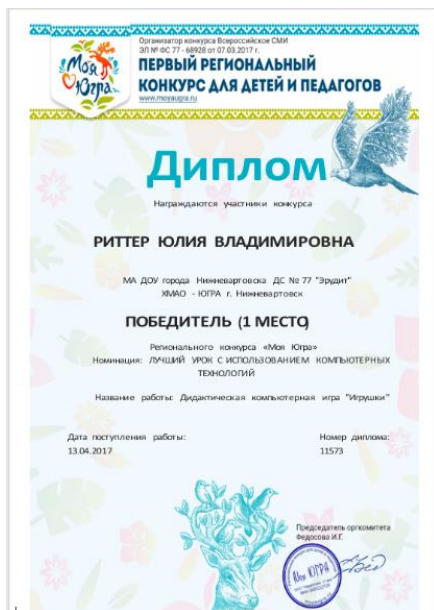 Моя
Югра
Организатор конкурса Всероссийское СМИ
ЭЛ № ФС 77 - 68928 от 07.03.2017 г.
ПЕРВЫЙ РЕГИОНАЛЬНЫЙ
КОНКУРС ДЛЯ ДЕТЕЙ И ПЕДАГОГОВ
www.moyaugra.ru
Диплом
Награждаются участники конкурса
РИТТЕР ЮЛИЯ ВЛАДИМИРОВНА
МА ДОУ города Нижневартовска ДС № 77 "Эрудит"
ХМАО - ЮГРА г. Нижневартовск
ПОБЕДИТЕЛЬ (1 МЕСТО)
Регионального конкурса «Моя Югра»
Номинация: ЛУЧШИЙ УРОК С ИСПОЛЬЗОВАНИЕМ КОМПЬЮТЕРНЫХ
ТЕХНОЛОГИЙ
Название работы: Дидактическая компьютерная игра "Игрушки"
Дата поступления работы:
13.04.2017
Номер диплома:
11573
Председатель оргкомитета
Федосова И.Г.
Моя ЮГРА